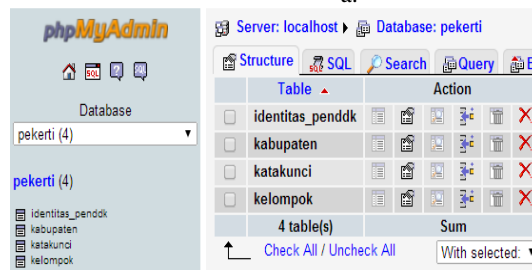 a.
phpMyAdmin
SQL
Database
pekerti (4)
pekerti (4)
identitas_penddk
kabupaten
katakunci
kelompok
Server: localhost Database: pekerti
Structure SQL Search Query E
Table Action
identitas_penddk
kabupaten
katakunci
kelompok
4 table(s) Sum
Check All / Uncheck All With selected: